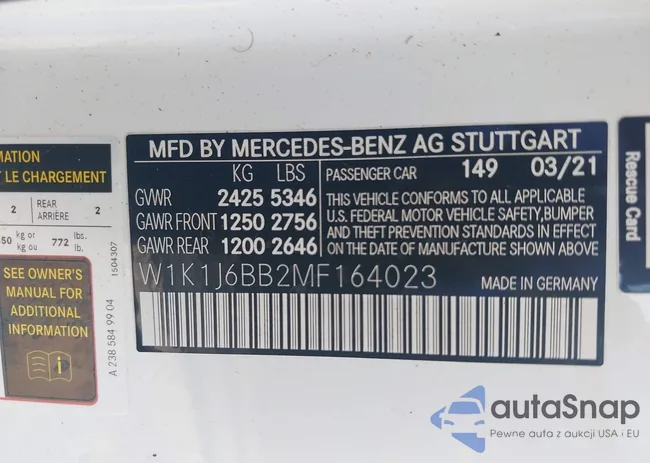 MATION
T LE CHARGEMENT
2 REAR ARRIÈRE 2
50 kg or kg ou 772 lbs. lb.
SEE OWNER'S
MANUAL FOR
ADDITIONAL
INFORMATION
1504307
A 238 584 99 04
MFD BY MERCEDES-BENZ AG STUTTGART
KG LBS
GVWR 2425 5346
GAWR FRONT 1250 2756
GAWR REAR 1200 2646
PASSENGER CAR 149 03/21
THIS VEHICLE CONFORMS TO ALL APPLICABLE
U.S. FEDERAL MOTOR VEHICLE SAFETY,BUMPER
AND THEFT PREVENTION STANDARDS IN EFFECT
ON THE DATE OF MANUFACTURE SHOWN ABOVE
W1K1J6BB2MF164023 MADE IN GERMANY
Rescue Card
autaSnap
Pewne auta z aukcji USA i EU